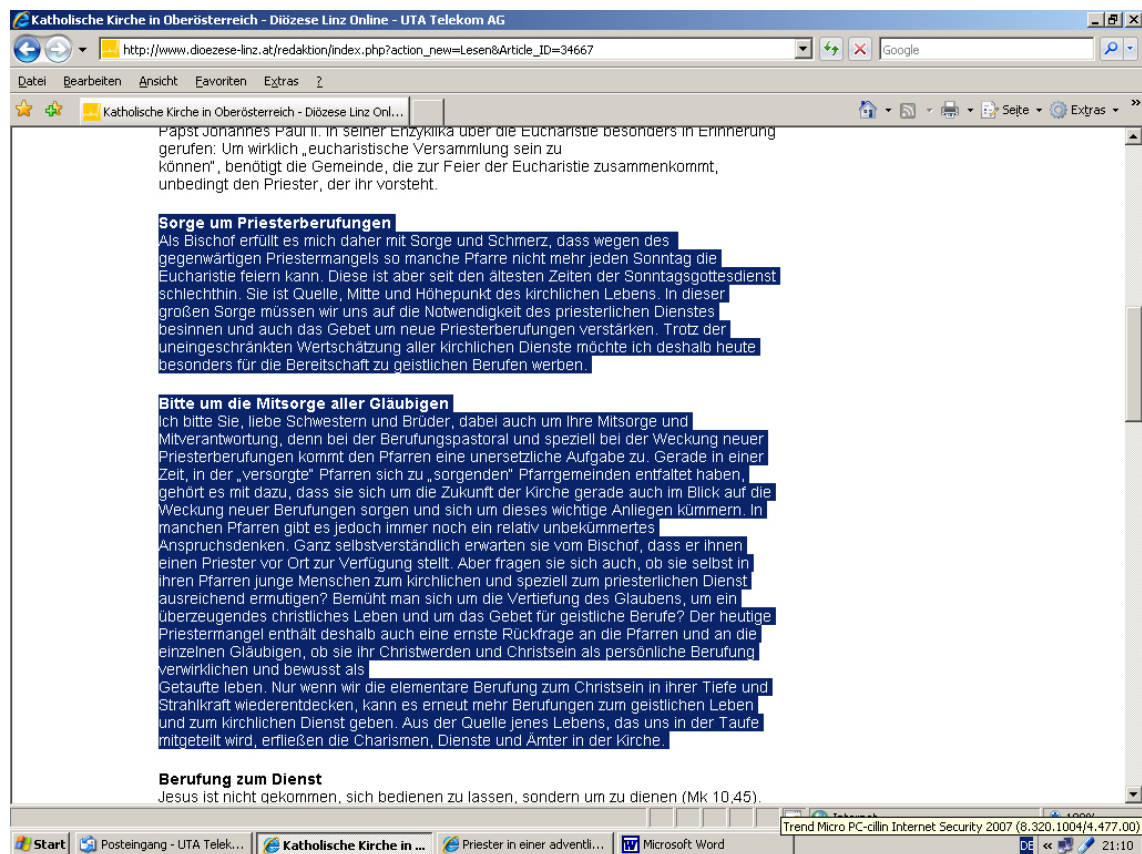 Katholische Kirche in Oberösterreich - Diözese Linz Online - UTA Telekom AG
http://www.dioezese-linz.at/redaktion/index.php?action_new=Lesen&Article_ID=34667
Google
Datei Bearbeiten Ansicht Favoriten Extras ?
Katholische Kirche in Oberösterreich - Diözese Linz Onl...
Seite Extras »
Papst Johannes Paul II. in seiner Enzyklika über die Eucharistie besonders in Erinnerung
gerufen: Um wirklich „eucharistische Versammlung sein zu
können", benötigt die Gemeinde, die zur Feier der Eucharistie zusammenkommt,
unbedingt den Priester, der ihr vorsteht.
Sorge um Priesterberufungen
Als Bischof erfüllt es mich daher mit Sorge und Schmerz, dass wegen des
gegenwärtigen Priestermangels so manche Pfarre nicht mehr jeden Sonntag die
Eucharistie feiern kann. Diese ist aber seit den ältesten Zeiten der Sonntagsgottesdienst
schlechthin. Sie ist Quelle, Mitte und Höhepunkt des kirchlichen Lebens. In dieser
großen Sorge müssen wir uns auf die Notwendigkeit des priesterlichen Dienstes
besinnen und auch das Gebet um neue Priesterberufungen verstärken. Trotz der
uneingeschränkten Wertschätzung aller kirchlichen Dienste möchte ich deshalb heute
besonders für die Bereitschaft zu geistlichen Berufen werben.
Bitte um die Mitsorge aller Gläubigen
Ich bitte Sie, liebe Schwestern und Brüder, dabei auch um Ihre Mitsorge und
Mitverantwortung, denn bei der Berufungspastoral und speziell bei der Weckung neuer
Priesterberufungen kommt den Pfarren eine unersetzliche Aufgabe zu. Gerade in einer
Zeit, in der „versorgte" Pfarren sich zu „sorgenden" Pfarrgemeinden entfaltet haben,
gehört es mit dazu, dass sie sich um die Zukunft der Kirche gerade auch im Blick auf die
Weckung neuer Berufungen sorgen und sich um dieses wichtige Anliegen kümmern. In
manchen Pfarren gibt es jedoch immer noch ein relativ unbekümmertes
Anspruchsdenken. Ganz selbstverständlich erwarten sie vom Bischof, dass er ihnen
einen Priester vor Ort zur Verfügung stellt. Aber fragen sie sich auch, ob sie selbst in
ihren Pfarren junge Menschen zum kirchlichen und speziell zum priesterlichen Dienst
ausreichend ermutigen? Bemüht man sich um die Vertiefung des Glaubens, um ein
überzeugendes christliches Leben und um das Gebet für geistliche Berufe? Der heutige
Priestermangel enthält deshalb auch eine ernste Rückfrage an die Pfarren und an die
einzelnen Gläubigen, ob sie ihr Christwerden und Christsein als persönliche Berufung
verwirklichen und bewusst als
Getaufte leben. Nur wenn wir die elementare Berufung zum Christsein in ihrer Tiefe und
Strahlkraft wiederentdecken, kann es erneut mehr Berufungen zum geistlichen Leben
und zum kirchlichen Dienst geben. Aus der Quelle jenes Lebens, das uns in der Taufe
mitgeteilt wird, erfließen die Charismen, Dienste und Ämter in der Kirche.
Berufung zum Dienst
Jesus ist nicht gekommen, sich bedienen zu lassen, sondern um zu dienen (Mk 10,45).
Internet 100%
Trend Micro PC-cillin Internet Security 2007 (8.320.1004/4.477.00)
Start Posteingang - UTA Telek... Katholische Kirche in ... Priester in einer adventli... Microsoft Word DE « 21:10